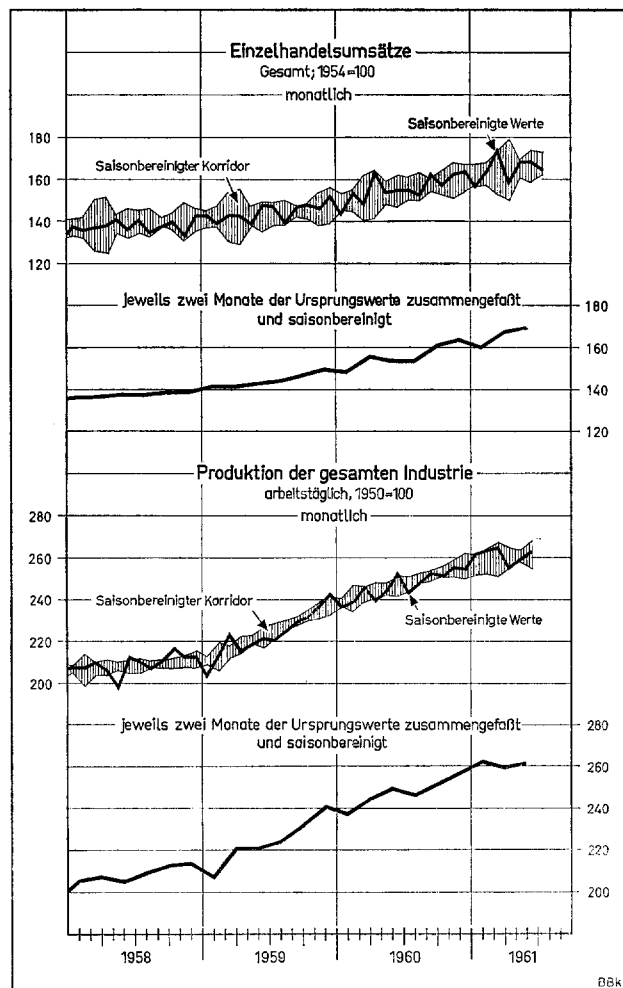 Einzelhandelsumsätze
Gesamt; 1954=100
monatlich
180
160
140
120
Saisonbereinigter Korridor
Saisonbereinigte Werte
jeweils zwei Monate der Ursprungswerte zusammengefaßt
und saisonbereinigt
180
160
140
120
Produktion der gesamten Industrie
arbeitstäglich, 1950=100
monatlich
280
260
240
220
200
Saisonbereinigter Korridor
Saisonbereinigte Werte
jeweils zwei Monate der Ursprungswerte zusammengefaßt
und saisonbereinigt
280
260
240
220
200
1958 1959 1960 1961
BBk